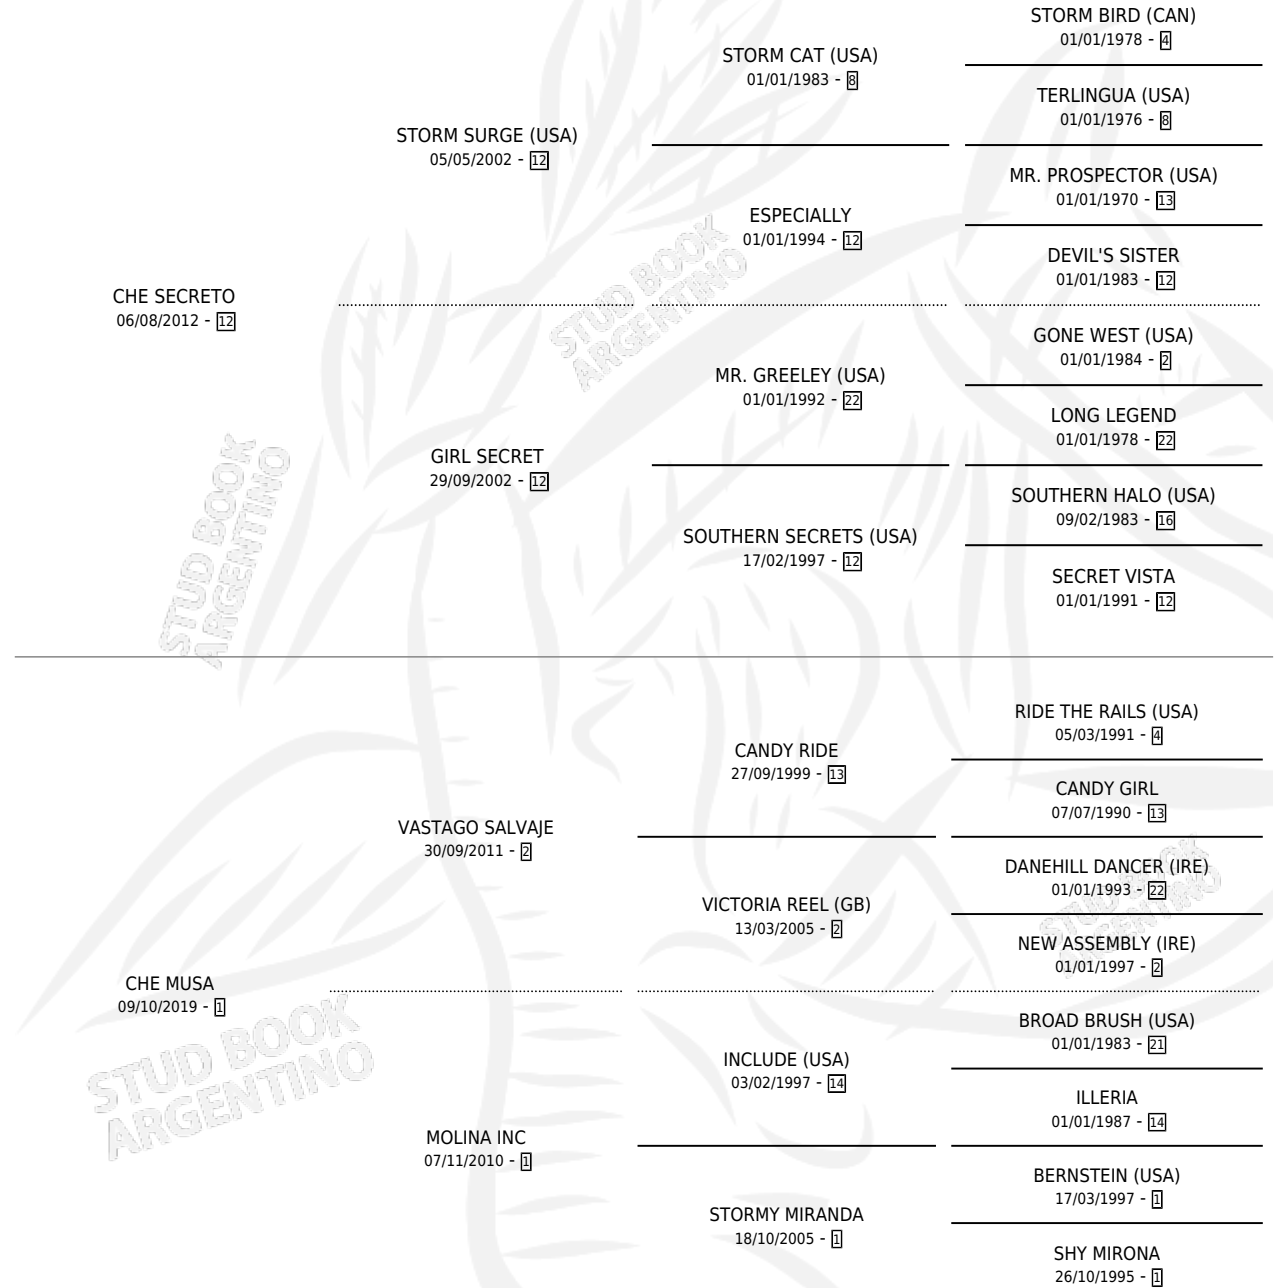 STORM BIRD (CAN)
01/01/1978 - 4
STORM CAT (USA)
01/01/1983 - 8
TERLINGUA (USA)
01/01/1976 - 8
STORM SURGE (USA)
05/05/2002 - 12
MR. PROSPECTOR (USA)
01/01/1970 - 13
ESPECIALLY
01/01/1994 - 12
DEVIL'S SISTER
01/01/1983 - 12
CHE SECRETO
06/08/2012 - 12
GONE WEST (USA)
01/01/1984 - 2
MR. GREELEY (USA)
01/01/1992 - 22
LONG LEGEND
01/01/1978 - 22
GIRL SECRET
29/09/2002 - 12
SOUTHERN HALO (USA)
09/02/1983 - 16
SOUTHERN SECRETS (USA)
17/02/1997 - 12
SECRET VISTA
01/01/1991 - 12
STUD BOOK
ARGENTINO
STUD BOOK
ARGENTINO
RIDE THE RAILS (USA)
05/03/1991 - 4
CANDY RIDE
27/09/1999 - 13
CANDY GIRL
07/07/1990 - 13
VASTAGO SALVAJE
30/09/2011 - 2
DANEHILL DANCER (IRE)
01/01/1993 - 22
VICTORIA REEL (GB)
13/03/2005 - 2
NEW ASSEMBLY (IRE)
01/01/1997 - 2
STUD BOOK
ARGENTINO
CHE MUSA
09/10/2019 - 1
BROAD BRUSH (USA)
01/01/1983 - 21
INCLUDE (USA)
03/02/1997 - 14
ILLERIA
01/01/1987 - 14
STUD BOOK
ARGENTINO
MOLINA INC
07/11/2010 - 1
BERNSTEIN (USA)
17/03/1997 - 1
STORMY MIRANDA
18/10/2005 - 1
SHY MIRONA
26/10/1995 - 1